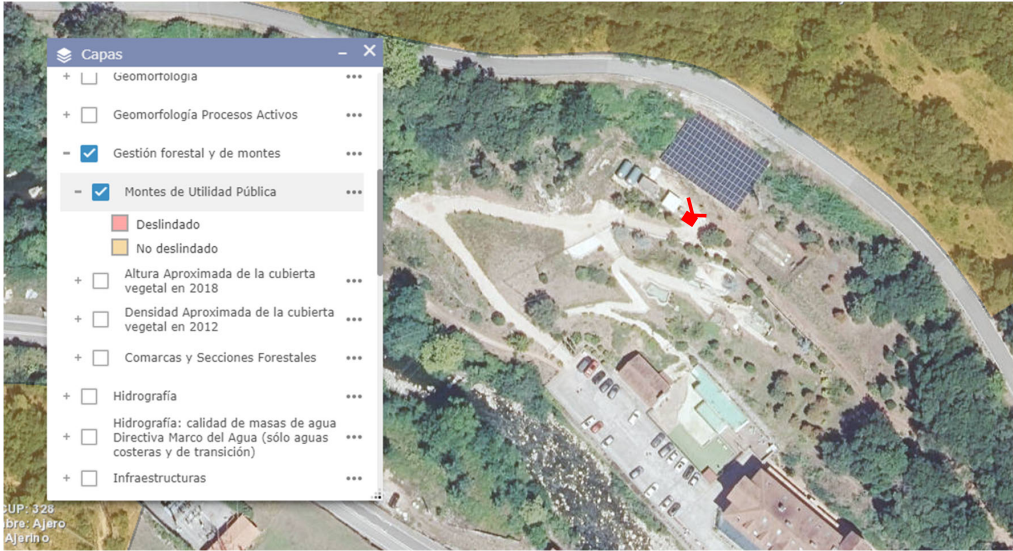 Capas
Geomorfología
Geomorfología Procesos Activos
Gestión forestal y de montes
Montes de Utilidad Pública
Deslindado
No deslindado
Altura Aproximada de la cubierta
vegetal en 2018
Densidad Aproximada de la cubierta
vegetal en 2012
Comarcas y Secciones Forestales
Hidrografía
Hidrografía: calidad de masas de agua
Directiva Marco del Agua (sólo aguas
costeras y de transición)
Infraestructuras
CUP: 328
bre: Ajero
Ajerino,